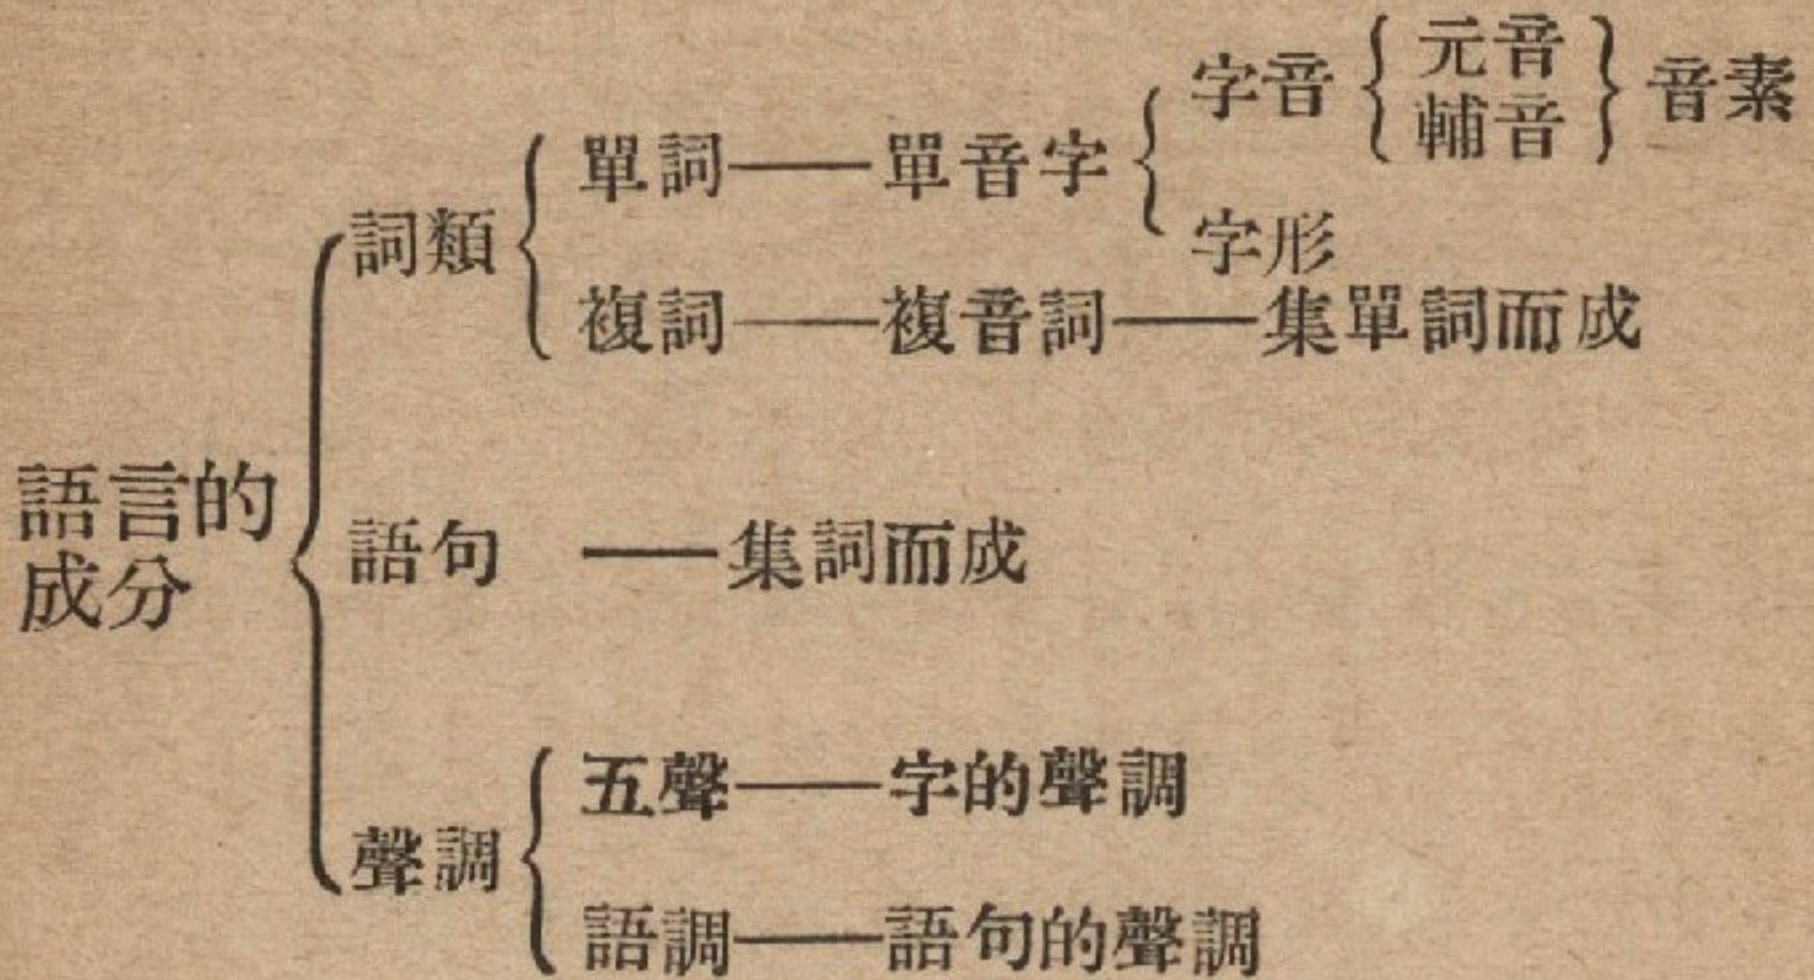 元音
字音 音素
輔音
單詞——單音字
字形
詞類
複詞——複音詞——集單詞而成
語言的
成分
語句 ——集詞而成
五聲——字的聲調
聲調
語調——語句的聲調